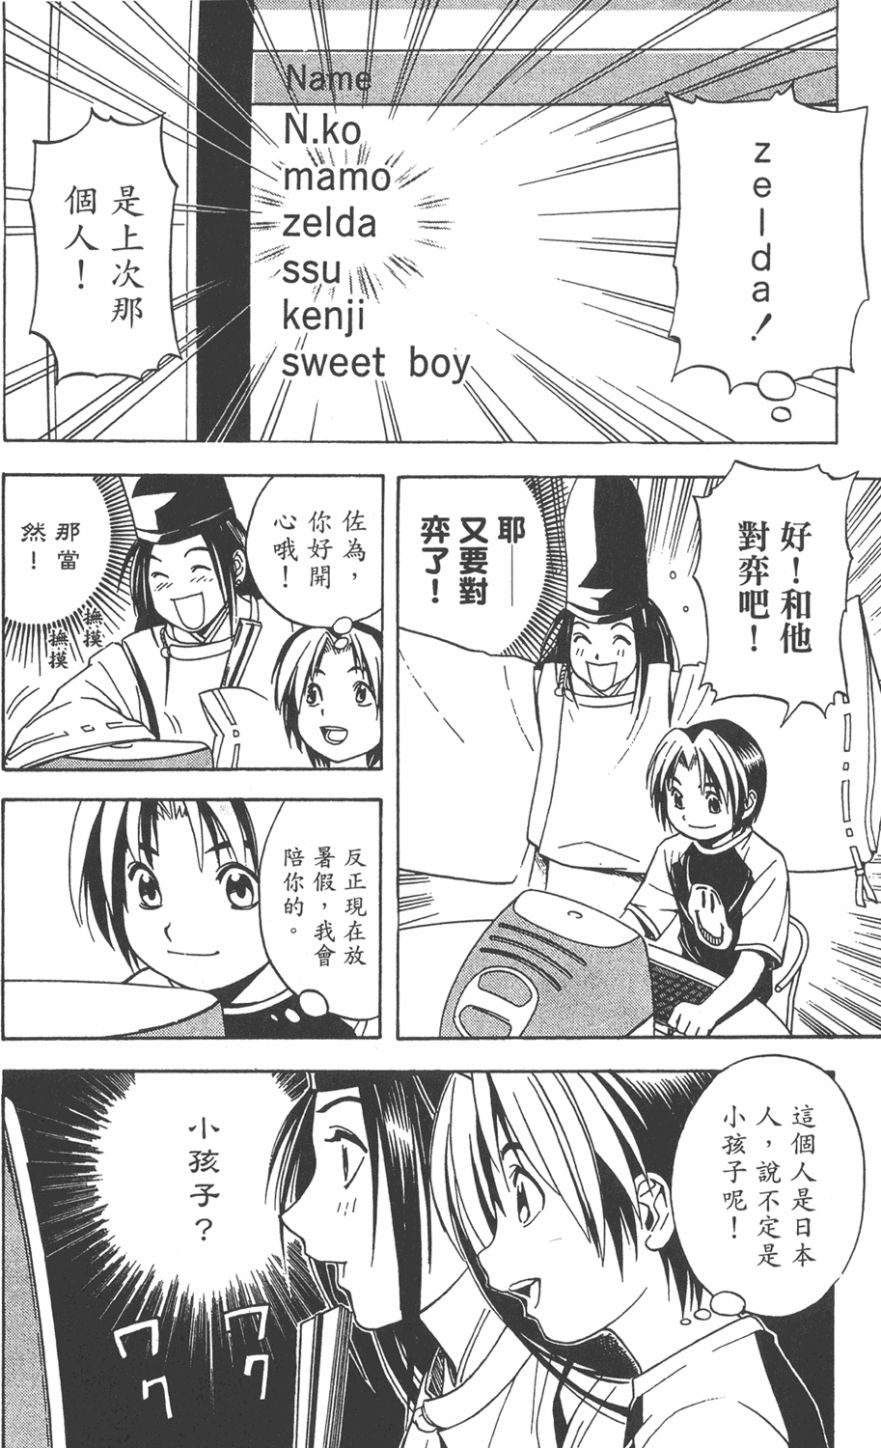 Name
N.ko
mamo
zelda
ssu
kenji
sweet boy
zelda!
是上次那
個人!
好!和他
對弈吧!
耶——
又要對
弈了!
佐為,
你好開
心哦!
那當
然!
撫摸
撫摸
反正現在放
暑假,我會
陪你的。
這個人是日本
人,說不定是
小孩子呢!
小孩子?
ワク
ワク